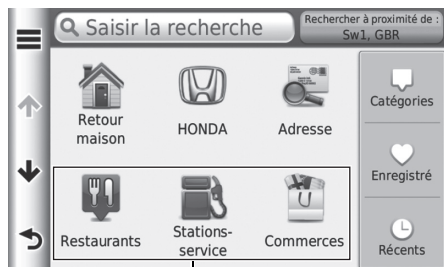 Saisir la recherche
Rechercher à proximité de :
Sw1, GBR
Retour
maison
HONDA
Adresse
Catégories
Enregistré
Restaurants
Stations-
service
Commerces
Récents